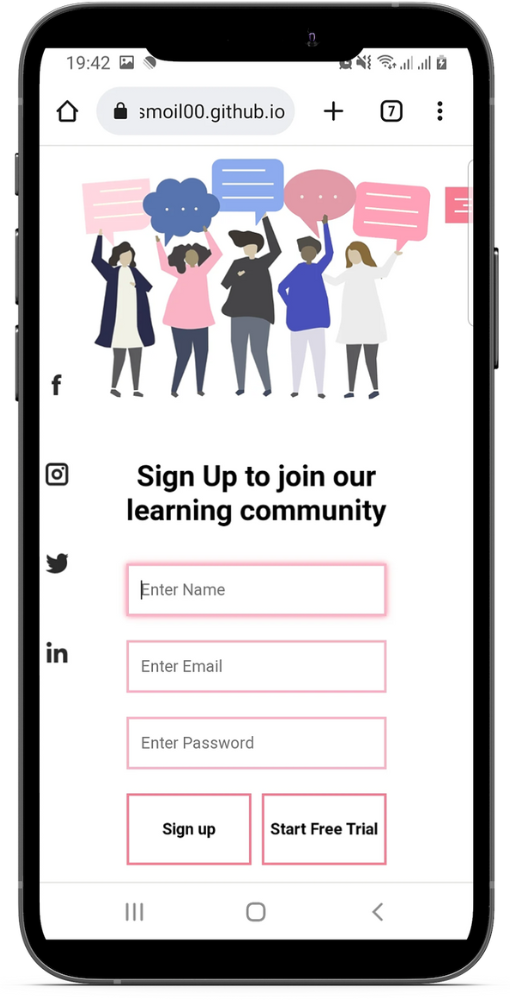 19:42
smoil00.github.io
7
Sign Up to join our
learning community
Enter Name
Enter Email
Enter Password
Sign up
Start Free Trial